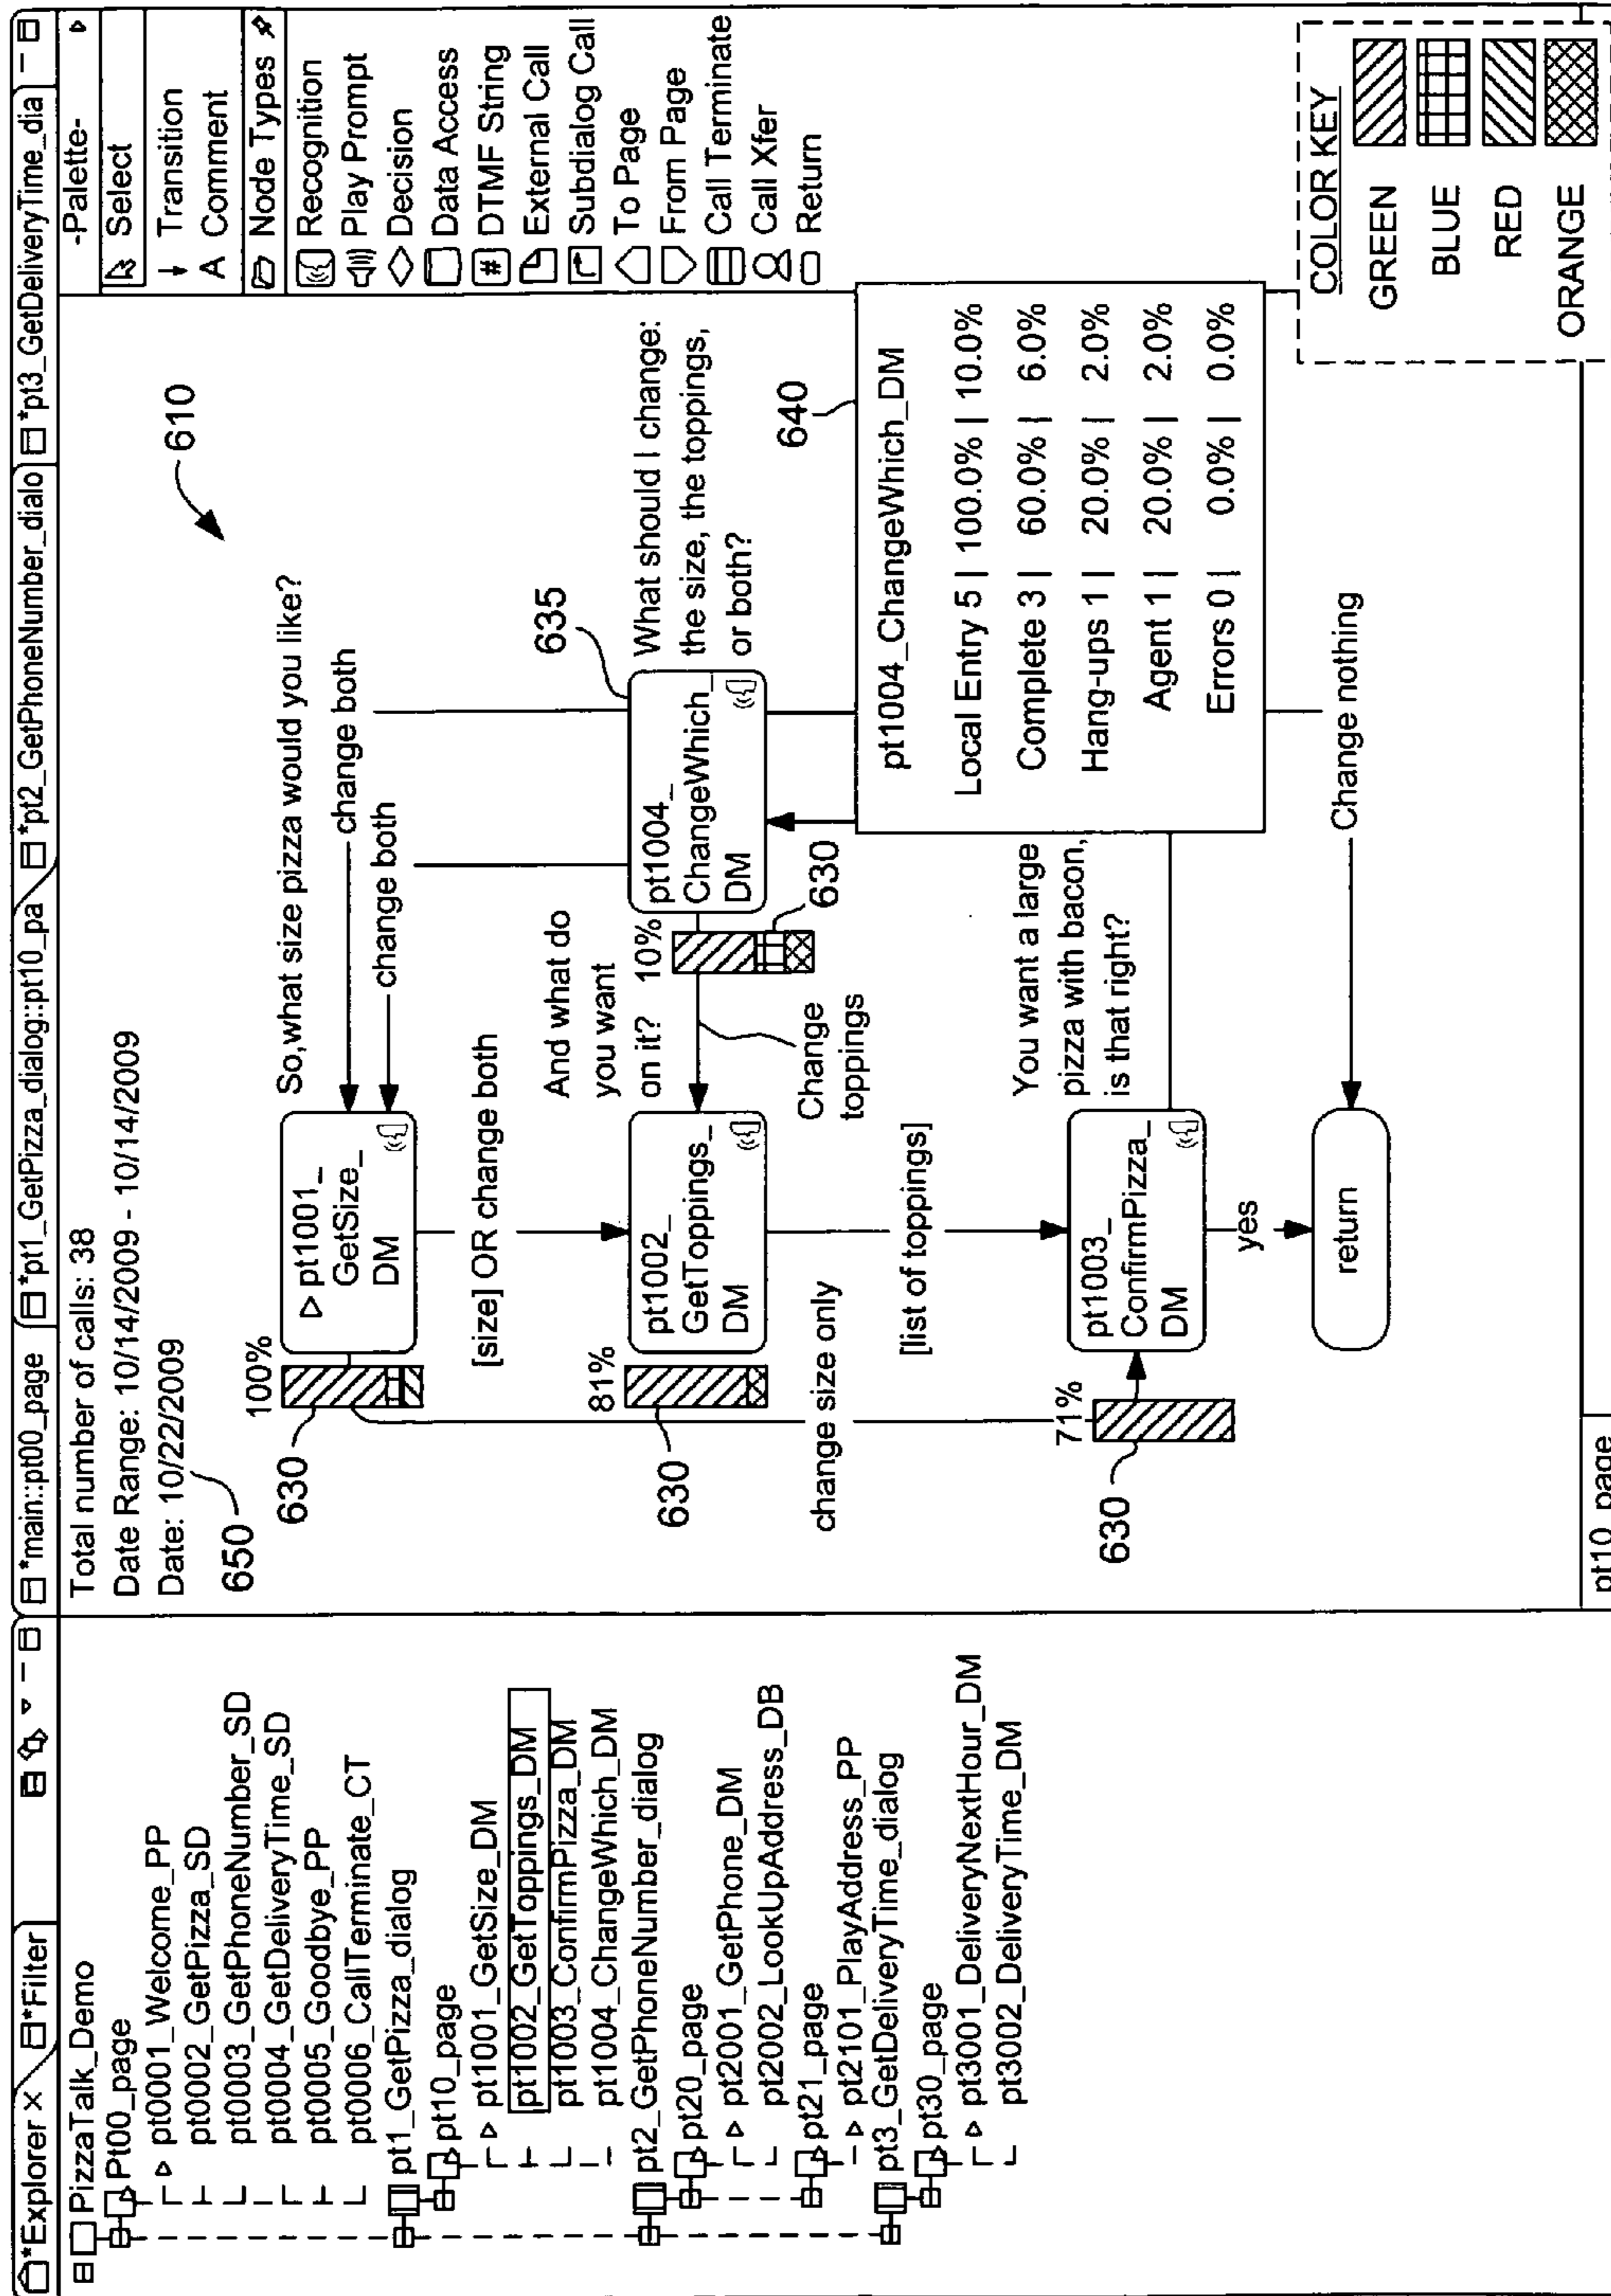 *Explorer × *Filter
PizzaTalk_Demo
Pt00_page
pt0001_Welcome_PP
pt0002_GetPizza_SD
pt0003_GetPhoneNumber_SD
pt0004_GetDeliveryTime_SD
pt0005_Goodbye_PP
pt0006_CallTerminate_CT
pt1_GetPizza_dialog
pt10_page
pt1001_GetSize_DM
pt1002_GetToppings_DM
pt1003_ConfirmPizza_DM
pt1004_ChangeWhich_DM
pt2_GetPhoneNumber_dialog
pt20_page
pt2001_GetPhone_DM
pt2002_LookUpAddress_DB
pt21_page
pt2101_PlayAddress_PP
pt3_GetDeliveryTime_dialog
pt30_page
pt3001_DeliveryNextHour_DM
pt3002_DeliveryTime_DM
*main::pt00_page *pt1_GetPizza_dialog::pt10_pa *pt2_GetPhoneNumber_dialo *pt3_GetDeliveryTime_dia
Total number of calls: 38
Date Range: 10/14/2009 - 10/14/2009
Date: 10/22/2009
650
610
630
100%
pt1001_
GetSize_
DM
So,what size pizza would you like?
change both
change both
[size] OR change both
630
81%
pt1002_
GetToppings_
DM
And what do
you want
on it?
10%
630
Change
toppings
635
pt1004_
ChangeWhich_
DM
What should I change:
the size, the toppings,
or both?
640
change size only
[list of toppings]
630
71%
pt1003_
ConfirmPizza_
DM
You want a large
pizza with bacon,
is that right?
yes
return
Change nothing
pt1004_ChangeWhich_DM
Local Entry 5 | 100.0% | 10.0%
Complete 3 | 60.0% | 6.0%
Hang-ups 1 | 20.0% | 2.0%
Agent 1 | 20.0% | 2.0%
Errors 0 | 0.0% | 0.0%
-Palette-
Select
Transition
A Comment
Node Types
Recognition
Play Prompt
Decision
Data Access
# DTMF String
External Call
Subdialog Call
To Page
From Page
Call Terminate
Call Xfer
Return
COLOR KEY
GREEN
BLUE
RED
ORANGE
pt10_page